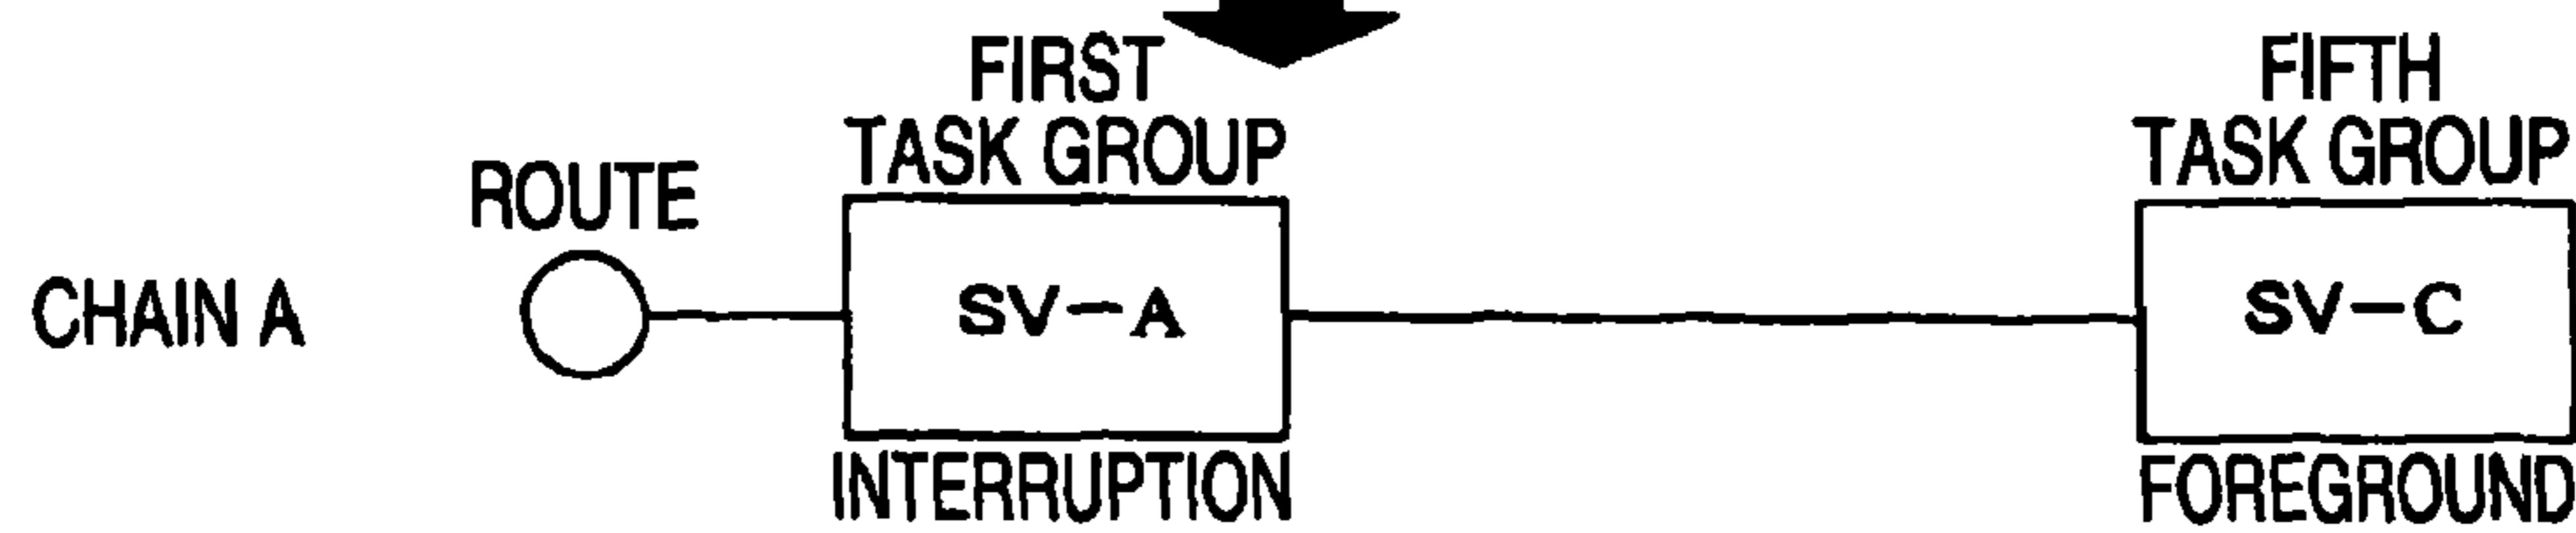 FIRST
TASK GROUP
FIFTH
TASK GROUP
ROUTE
CHAIN A
SV-A
SV-C
INTERRUPTION
FOREGROUND